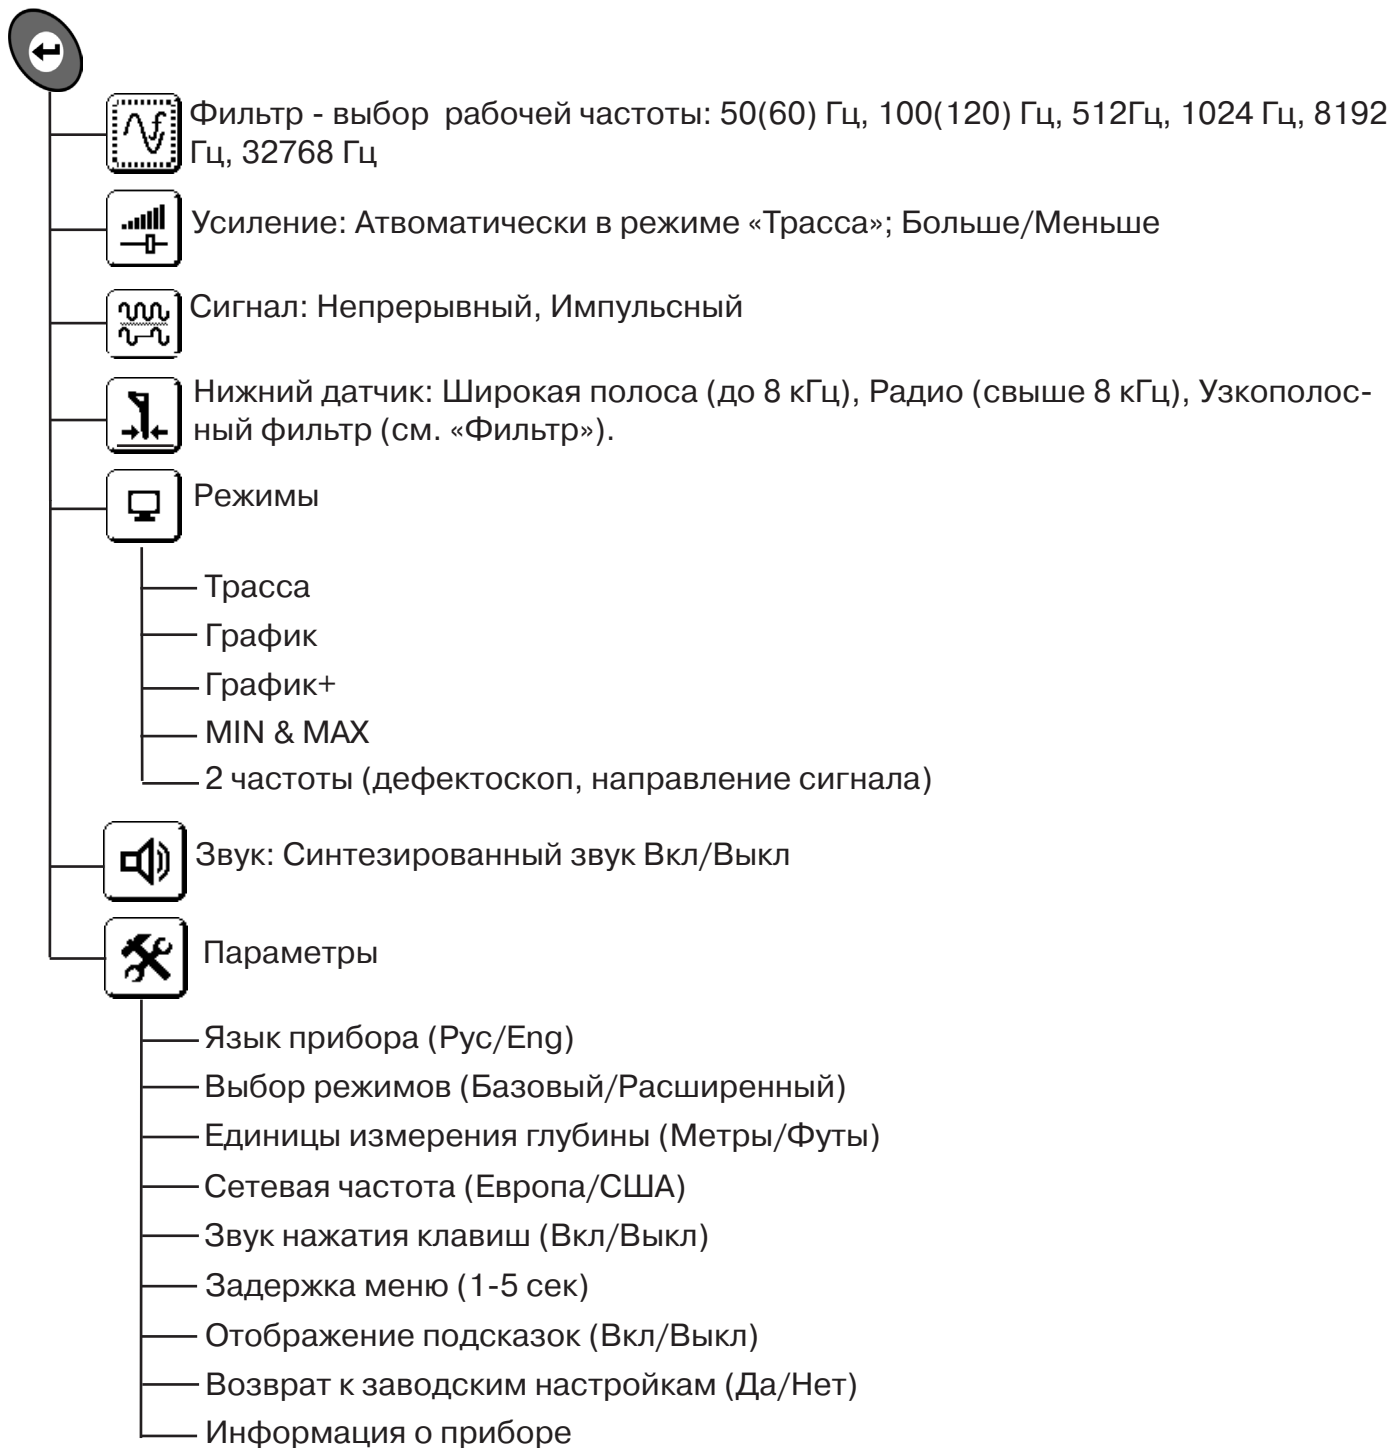 Фильтр - выбор рабочей частоты: 50(60) Гц, 100(120) Гц, 512Гц, 1024 Гц, 8192
Гц, 32768 Гц
Усиление: Атвоматически в режиме «Трасса»; Больше/Меньше
Сигнал: Непрерывный, Импульсный
Нижний датчик: Широкая полоса (до 8 кГц), Радио (свыше 8 кГц), Узкополос-
ный фильтр (см. «Фильтр»).
Режимы
Трасса
График
График+
MIN & MAX
2 частоты (дефектоскоп, направление сигнала)
Звук: Синтезированный звук Вкл/Выкл
Параметры
Язык прибора (Рус/Eng)
Выбор режимов (Базовый/Расширенный)
Единицы измерения глубины (Метры/Футы)
Сетевая частота (Европа/США)
Звук нажатия клавиш (Вкл/Выкл)
Задержка меню (1-5 сек)
Отображение подсказок (Вкл/Выкл)
Возврат к заводским настройкам (Да/Нет)
Информация о приборе